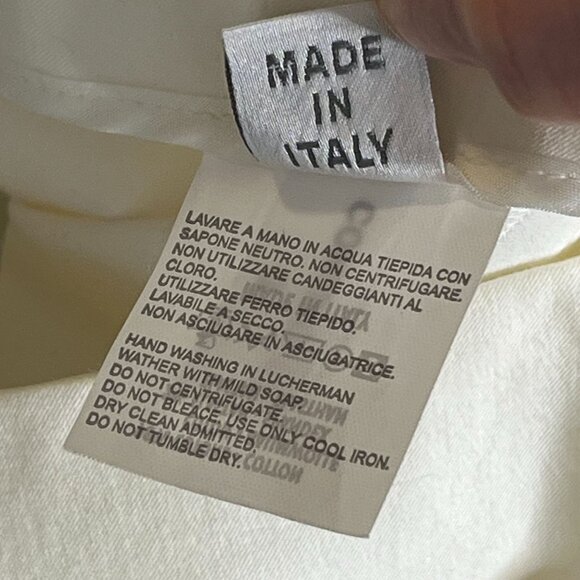 MADE
IN
ITALY
LAVARE A MANO IN ACQUA TIEPIDA CON
SAPONE NEUTRO. NON CENTRIFUGARE.
NON UTILIZZARE CANDEGGIANTI AL
CLORO.
UTILIZZARE FERRO TIEPIDO.
LAVABILE A SECCO.
NON ASCIUGARE IN ASCIUGATRICE.
HAND WASHING IN LUCHERMAN
WATHER WITH MILD SOAP
DO NOT CENTRIFUGATE.
DO NOT BLEACE. USE ONLY COOL IRON.
DRY CLEAN ADMITTED.
DO NOT TUMBLE DRY.